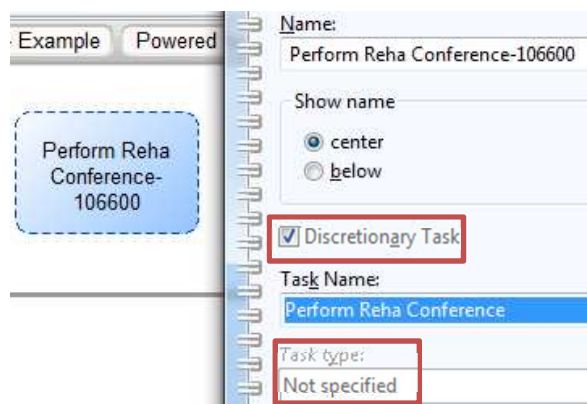 Example
Powered
Perform Reha
Conference-
106600
Name:
Perform Reha Conference-106600
Show name
center
below
Discretionary Task
Task Name:
Perform Reha Conference
Task type:
Not specified